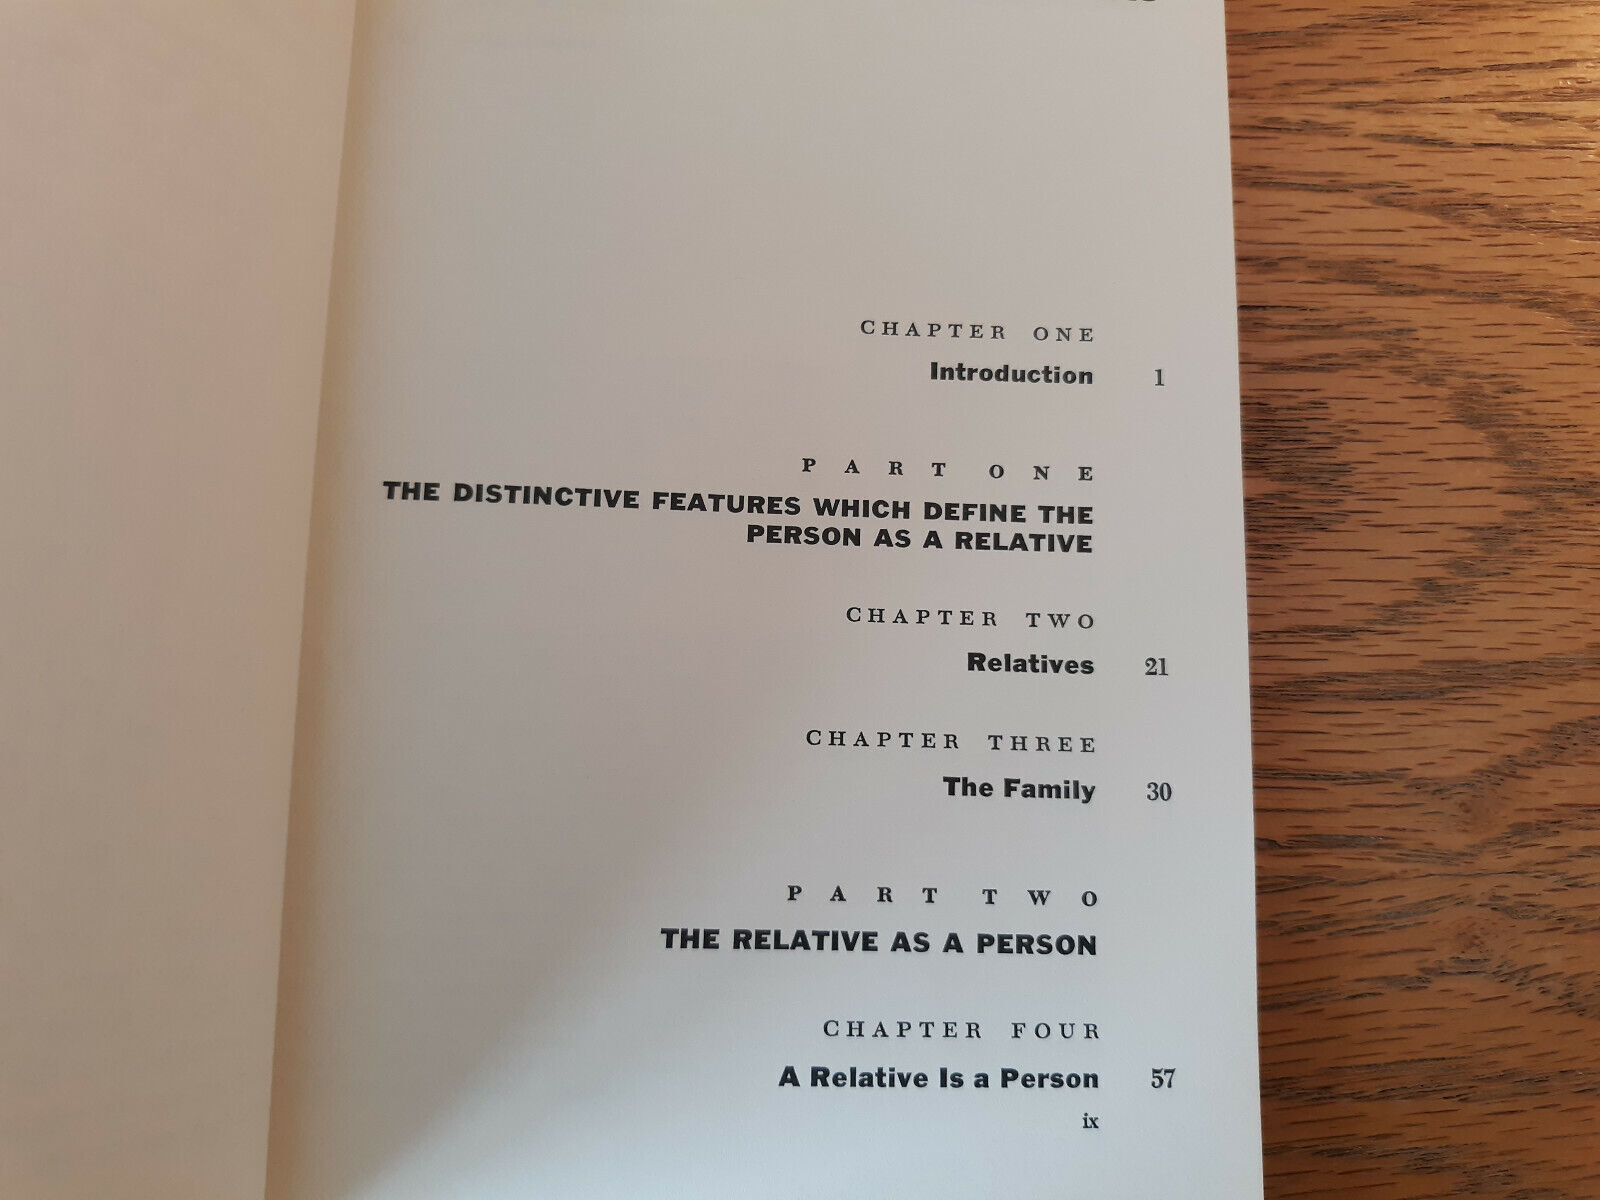 CHAPTER ONE
Introduction 1
PART ONE
THE DISTINCTIVE FEATURES WHICH DEFINE THE
PERSON AS A RELATIVE
CHAPTER TWO
Relatives 21
CHAPTER THREE
The Family 30
PART TWO
THE RELATIVE AS A PERSON
CHAPTER FOUR
A Relative Is a Person 57
ix